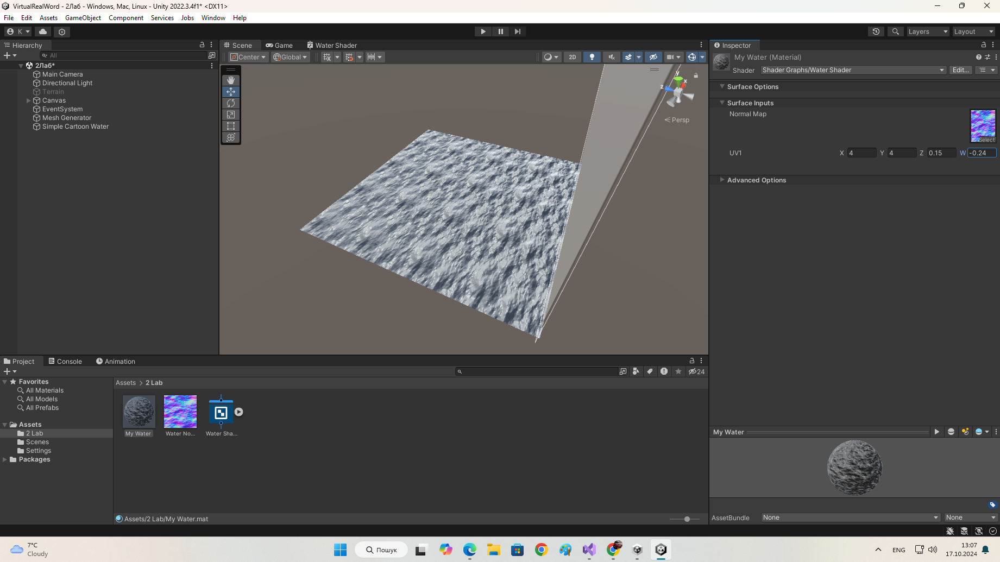 VirtualRealWord - 2Лаб - Windows, Mac, Linux - Unity 2022.3.4f1* <DX11>
File Edit Assets GameObject Component Services Jobs Window Help
K Layers Layout
Hierarchy
All
2Лаб*
Main Camera
Directional Light
Terrain
Canvas
EventSystem
Mesh Generator
Simple Cartoon Water
Scene Game Water Shader
Center Global 2D
y
x
z
Persp
Inspector
My Water (Material)
Shader Shader Graphs/Water Shader Edit...
Surface Options
Surface Inputs
Normal Map
Select
UV1 X 4 Y 4 Z 0.15 W -0.24
Advanced Options
Project Console Animation
24
Favorites
All Materials
All Models
All Prefabs
Assets
2 Lab
Scenes
Settings
Packages
Assets > 2 Lab
My Water Water No... Water Sha...
Assets/2 Lab/My Water.mat
My Water
AssetBundle None None
7°C
Cloudy
Пошук
ENG
13:07
17.10.2024